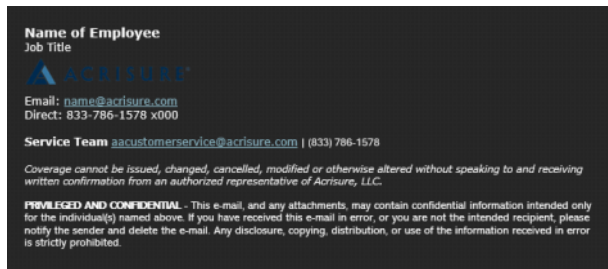 Name of Employee
Job Title
ACRISURE
Email: name@acrisure.com
Direct: 833-786-1578 x000
Service Team aacustomerservice@acrisure.com | (833) 786-1578
Coverage cannot be issued, changed, cancelled, modified or otherwise altered without speaking to and receiving
written confirmation from an authorized representative of Acrisure, LLC.
PRIVILEGED AND CONFIDENTIAL - This e-mail, and any attachments, may contain confidential information intended only
for the individual(s) named above. If you have received this e-mail in error, or you are not the intended recipient, please
notify the sender and delete the e-mail. Any disclosure, copying, distribution, or use of the information received in error
is strictly prohibited.